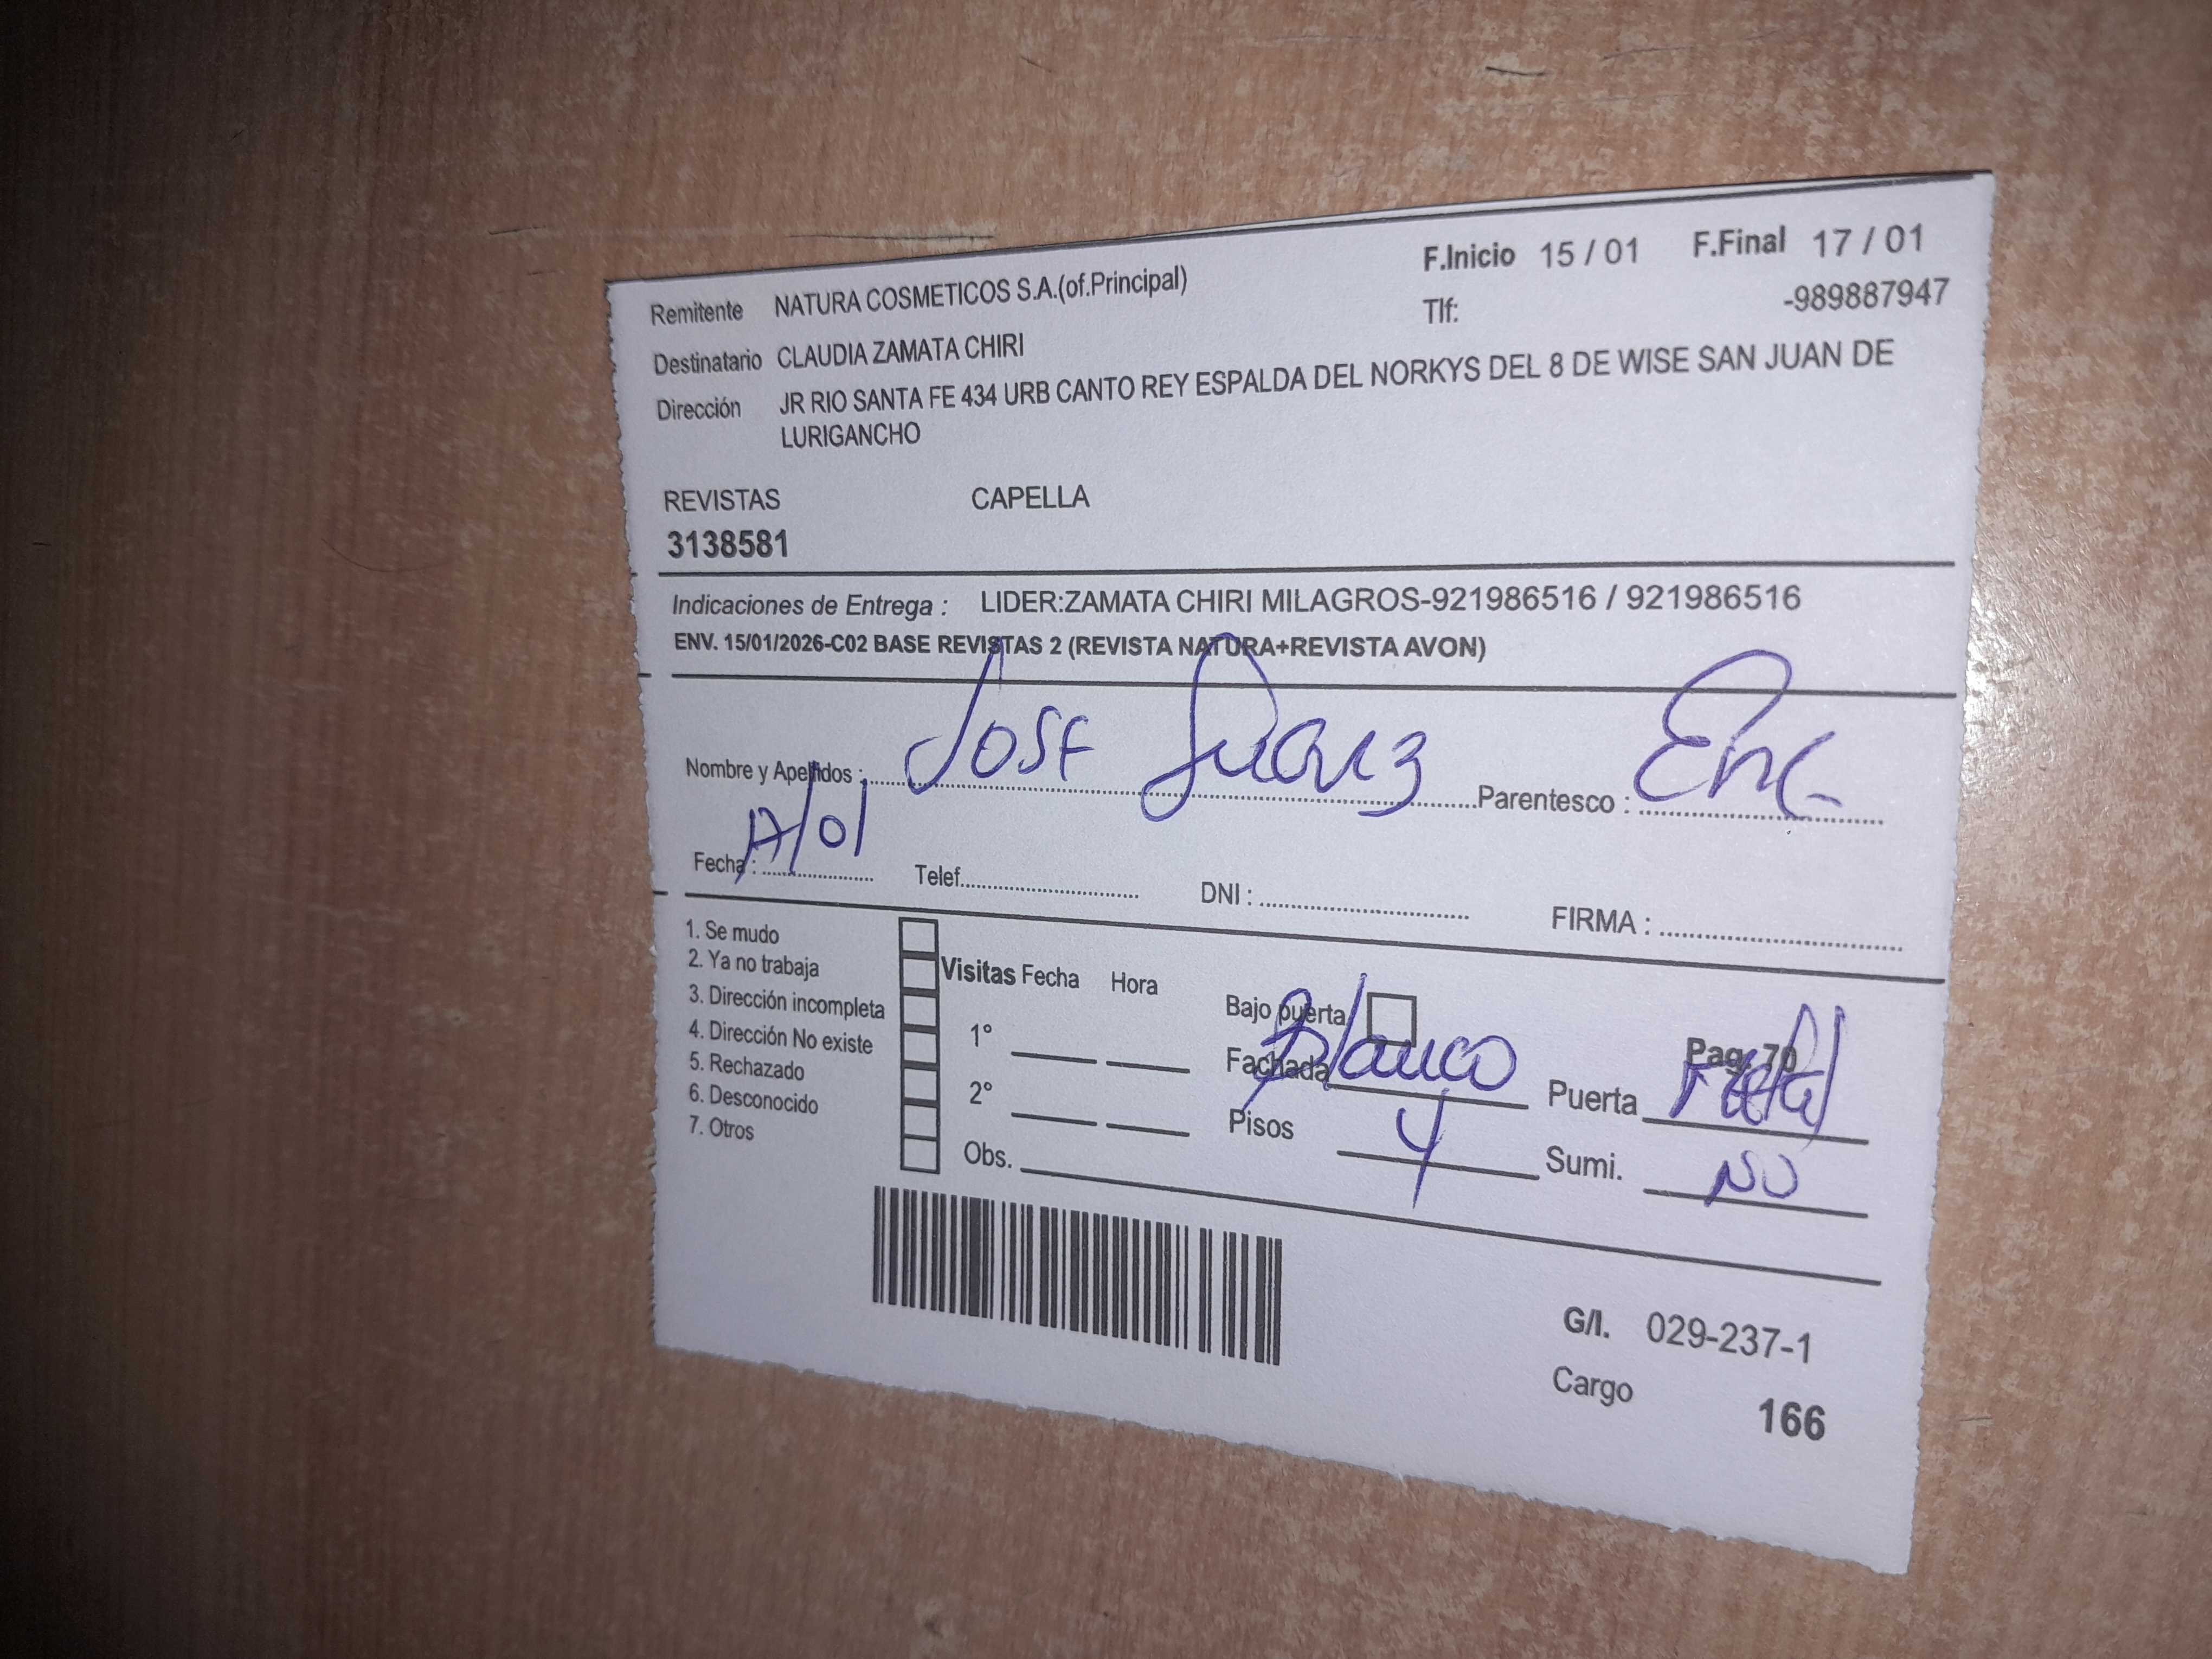 F.Inicio 15 / 01 F.Final 17 / 01
Remitente NATURA COSMETICOS S.A.(of.Principal) Tlf: -989887947
Destinatario CLAUDIA ZAMATA CHIRI
Dirección JR RIO SANTA FE 434 URB CANTO REY ESPALDA DEL NORKYS DEL 8 DE WISE SAN JUAN DE
LURIGANCHO
REVISTAS CAPELLA
3138581
Indicaciones de Entrega : LIDER:ZAMATA CHIRI MILAGROS-921986516 / 921986516
ENV. 15/01/2026-C02 BASE REVISTAS 2 (REVISTA NATURA+REVISTA AVON)
Nombre y Apellidos : Jose Parentesco : Enc
Fecha : 17/01 Telef. DNI : FIRMA :
1. Se mudo
2. Ya no trabaja
3. Dirección incompleta
4. Dirección No existe
5. Rechazado
6. Desconocido
7. Otros
Visitas Fecha Hora
1°
2°
Obs.
Bajo puerta
Pag. 70
Fachada Blanco Puerta Metal
Pisos 4 Sumi. NO
G/I. 029-237-1
Cargo 166